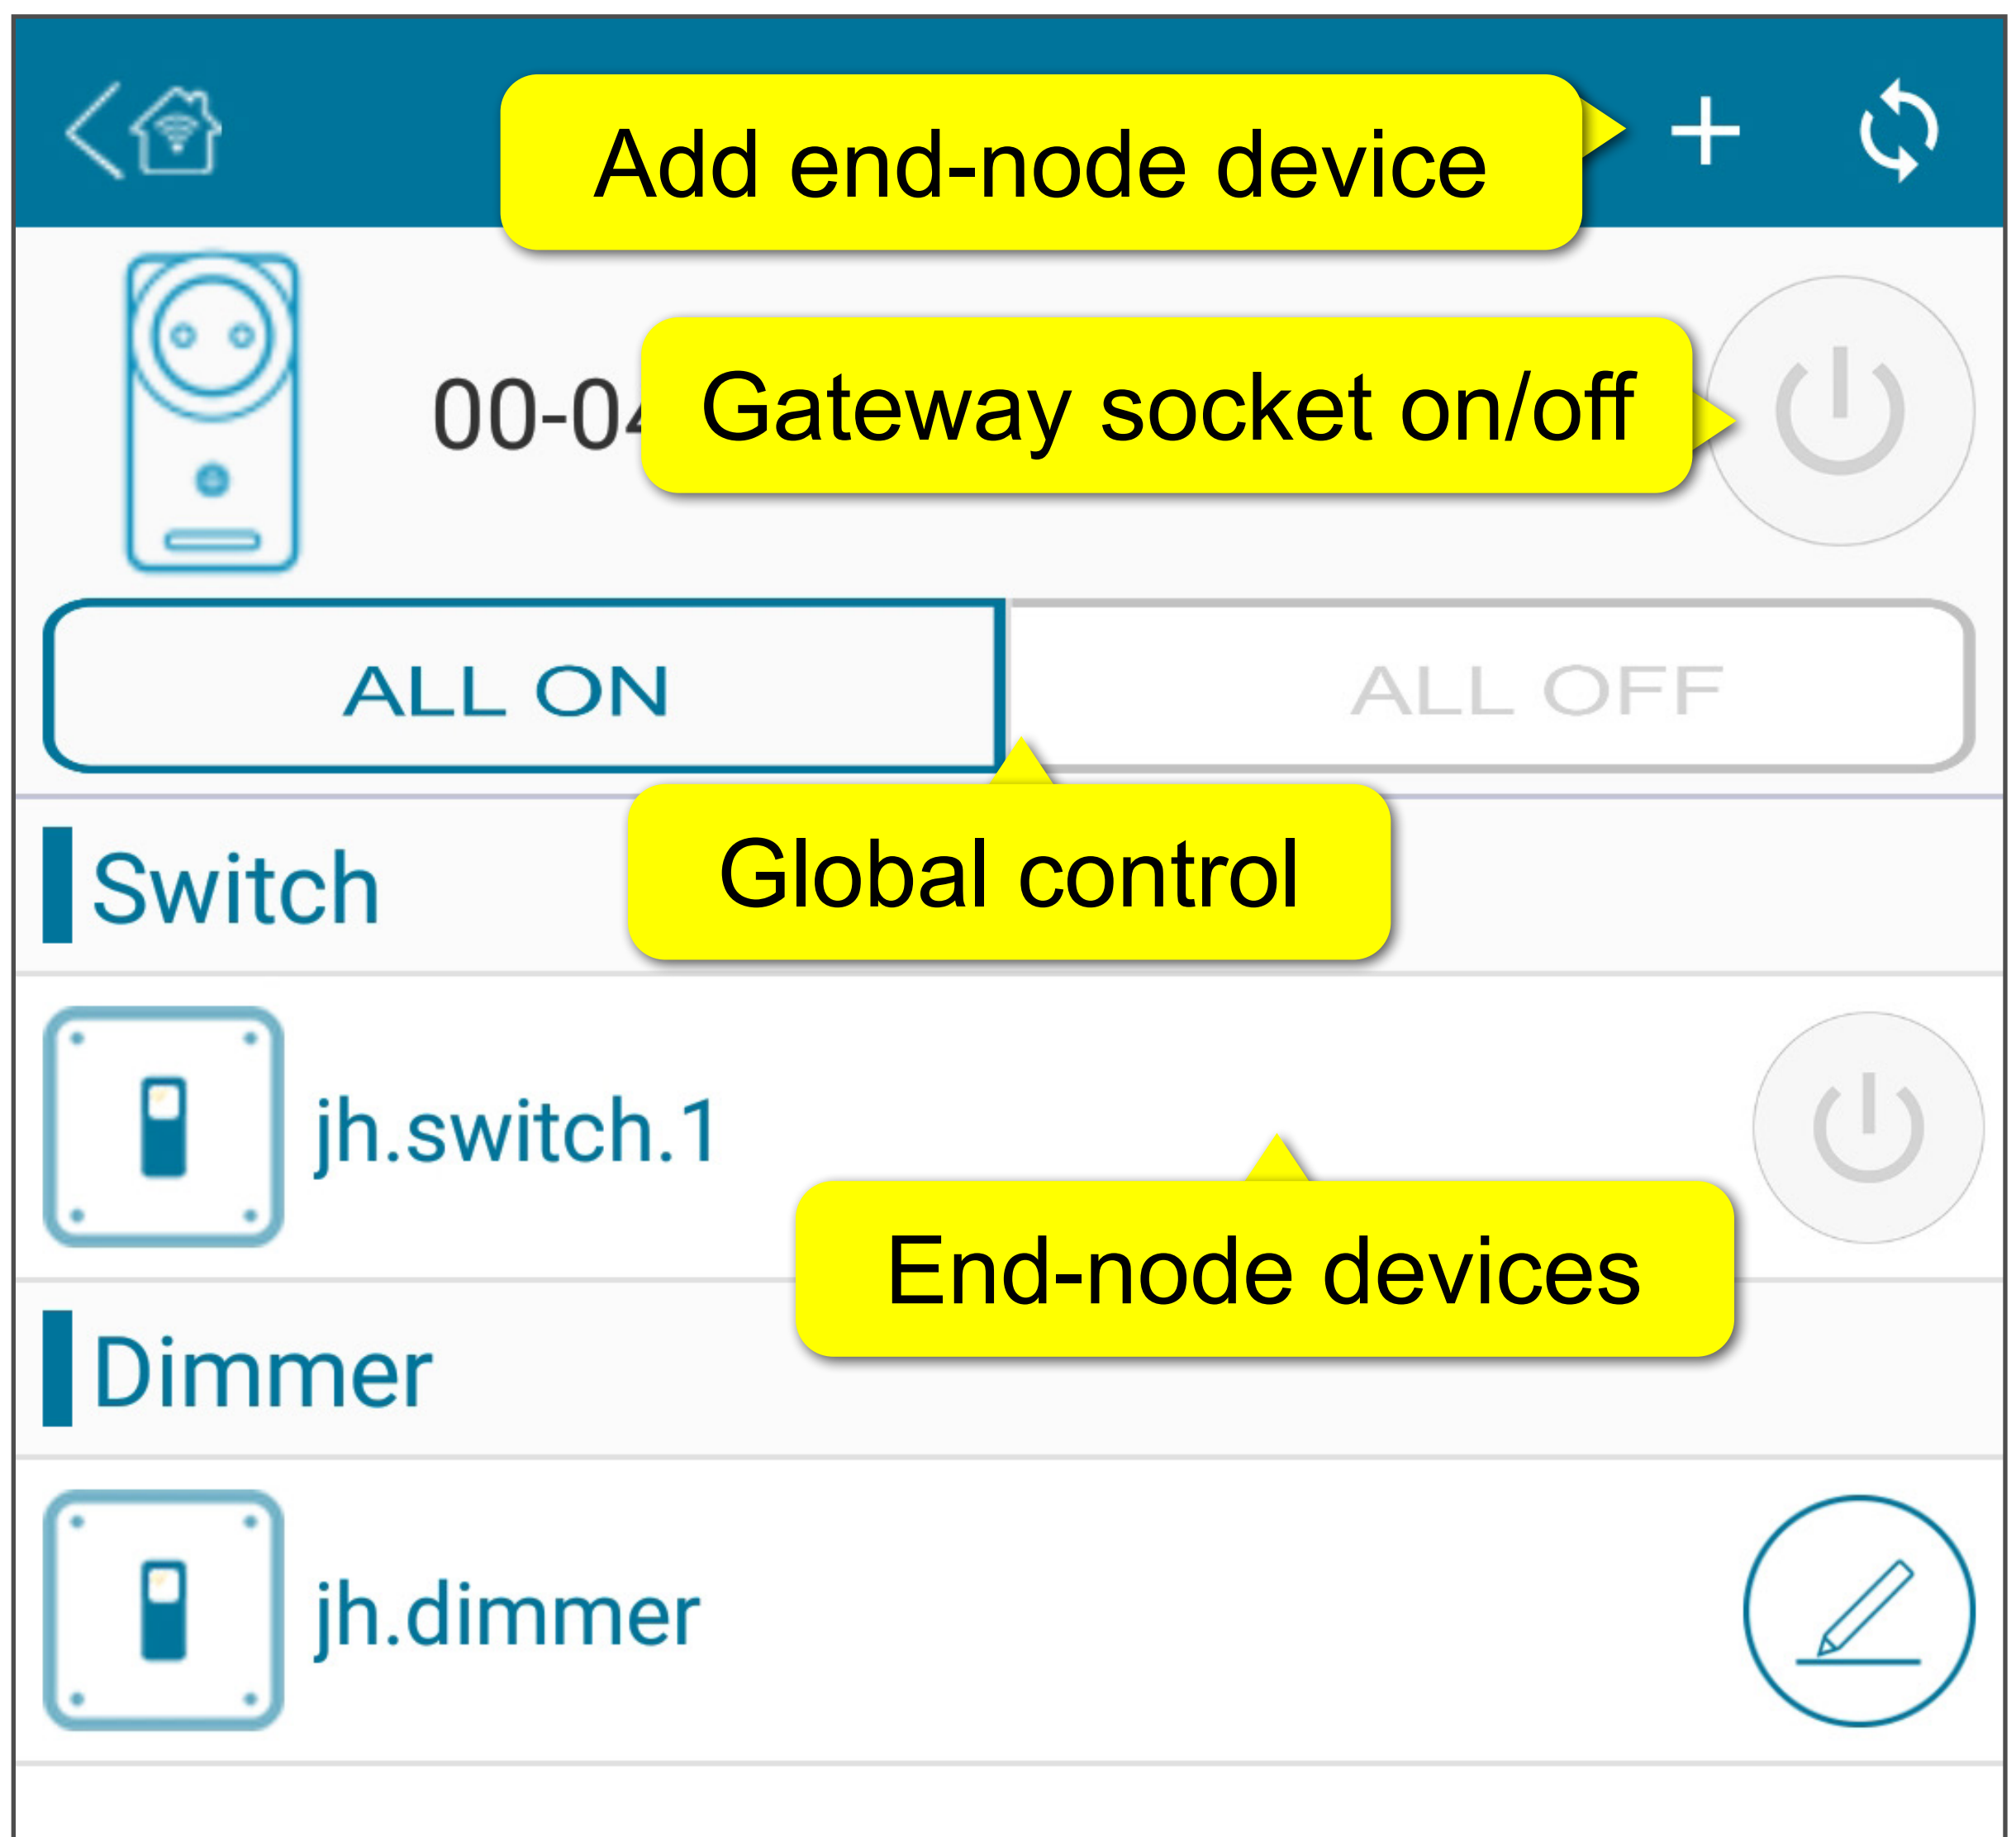 Add end-node device
00-04
Gateway socket on/off
ALL ON
ALL OFF
Global control
Switch
jh.switch.1
End-node devices
Dimmer
jh.dimmer